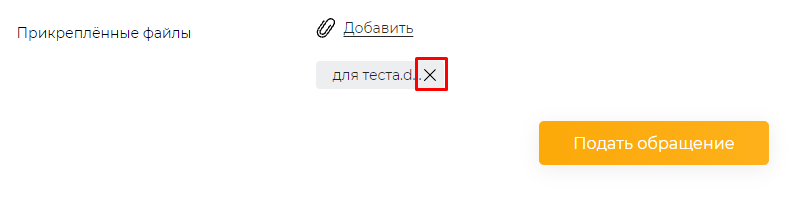 Прикреплённые файлы
Добавить
для теста.d...
Подать обращение